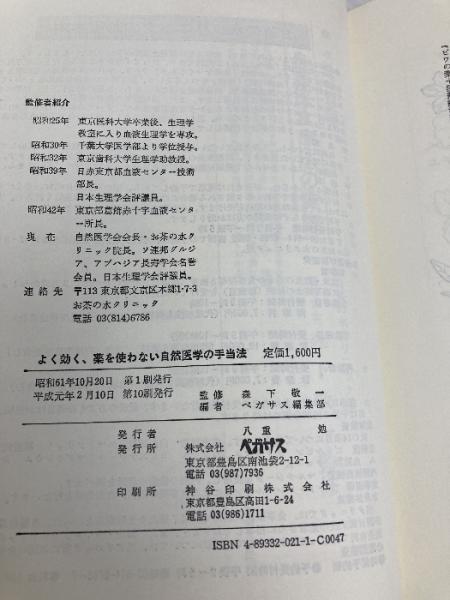 監修者紹介
昭和25年 東京医科大学卒業後、生理学
教室に入り血液生理学を専攻。
昭和30年 千葉大学医学部より学位授与。
昭和32年 東京歯科大学生理学助教授。
昭和39年 日赤東京都血液センター技術
部長。
日本生理学会評議員。
昭和42年 東京都葛飾赤十字血液センタ
ー所長。
現在 自然医学会会長・お茶の水ク
リニック院長。ソ連邦グルジ
ア、アブハジア長寿学会名誉
会員。日本生理学会評議員。
連絡先 〒113 東京都文京区本郷1-7-3
お茶の水クリニック
電話 03(814)6786
よく効く、薬を使わない自然医学の手当法 定価1,600円
昭和61年10月20日 第1刷発行
平成元年2月10日 第10刷発行
監修 森下敬一
編者 ペガサス編集部
発行者 八重 勉
発行所 株式会社 ペガサス
東京都豊島区南池袋2-12-1
電話 03(987)7936
印刷所 神谷印刷株式会社
東京都豊島区高田1-6-24
電話 03(986)1711
ISBN 4-89332-021-1-C0047